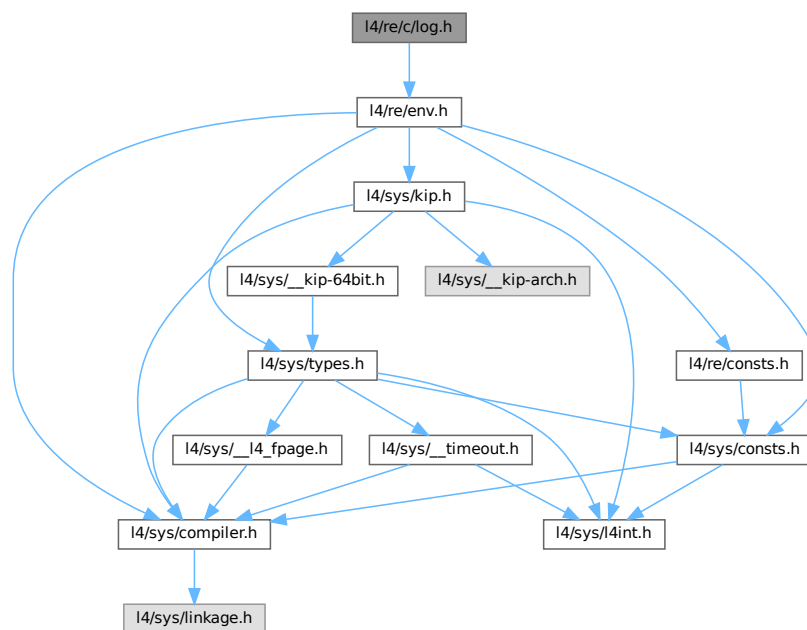 l4/re/c/log.h
l4/re/env.h
l4/sys/kip.h
l4/sys/__kip-64bit.h
l4/sys/__kip-arch.h
l4/sys/types.h
l4/re/consts.h
l4/sys/__l4_fpage.h
l4/sys/__timeout.h
l4/sys/consts.h
l4/sys/compiler.h
l4/sys/l4int.h
l4/sys/linkage.h